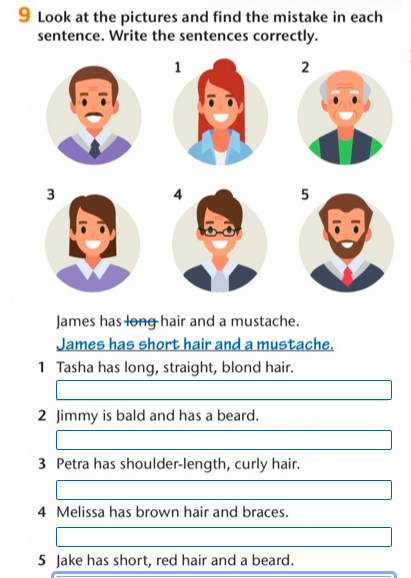 9 Look at the pictures and find the mistake in each
sentence. Write the sentences correctly.
1
2
3
4
5
James has long hair and a mustache.
James has short hair and a mustache.
1 Tasha has long, straight, blond hair.
2 Jimmy is bald and has a beard.
3 Petra has shoulder-length, curly hair.
4 Melissa has brown hair and braces.
5 Jake has short, red hair and a beard.